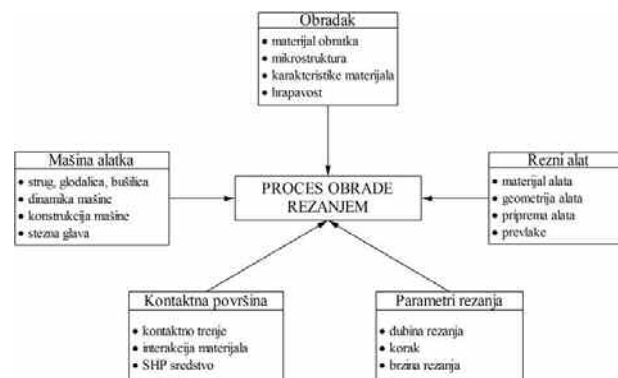 Obradak
• materijal obratka
• mikrostruktura
• karakteristike materijala
• hrapavost
Mašina alatka
• strug, glodalica, bušilica
• dinamika mašine
• konstrukcija mašine
• stezna glava
PROCES OBRADE
REZANJEM
Rezni alat
• materijal alata
• geometrija alata
• priprema alata
• prevlake
Kontaktna površina
• kontaktno trenje
• interakcija materijala
• SHP sredstvo
Parametri rezanja
• dubina rezanja
• korak
• brzina rezanja